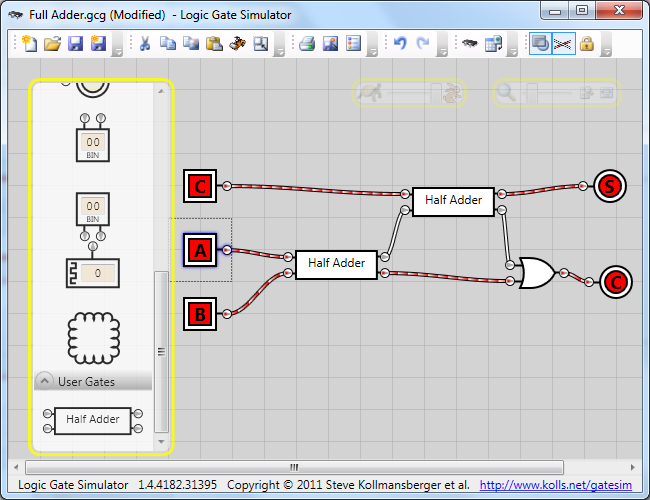 Full Adder.gcg (Modified)  - Logic Gate Simulator
00
BIN
00
BIN
0
User Gates
Half Adder
C
A
B
Half Adder
Half Adder
S
C
Logic Gate Simulator   1.4.4182.31395   Copyright © 2011 Steve Kollmansberger et al.   http://www.kolls.net/gatesim